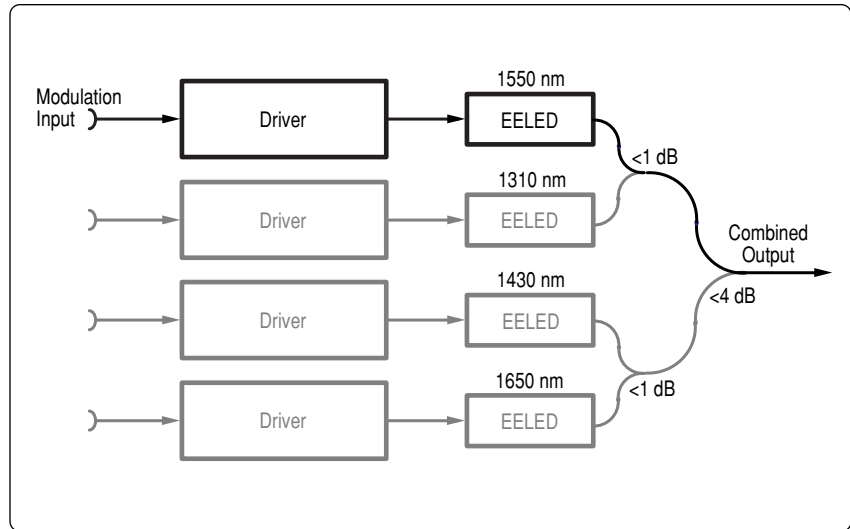 1550 nm
Modulation
Input
Driver
EELED
<1 dB
1310 nm
Driver
EELED
Combined
Output
1430 nm
<4 dB
Driver
EELED
1650 nm
<1 dB
Driver
EELED